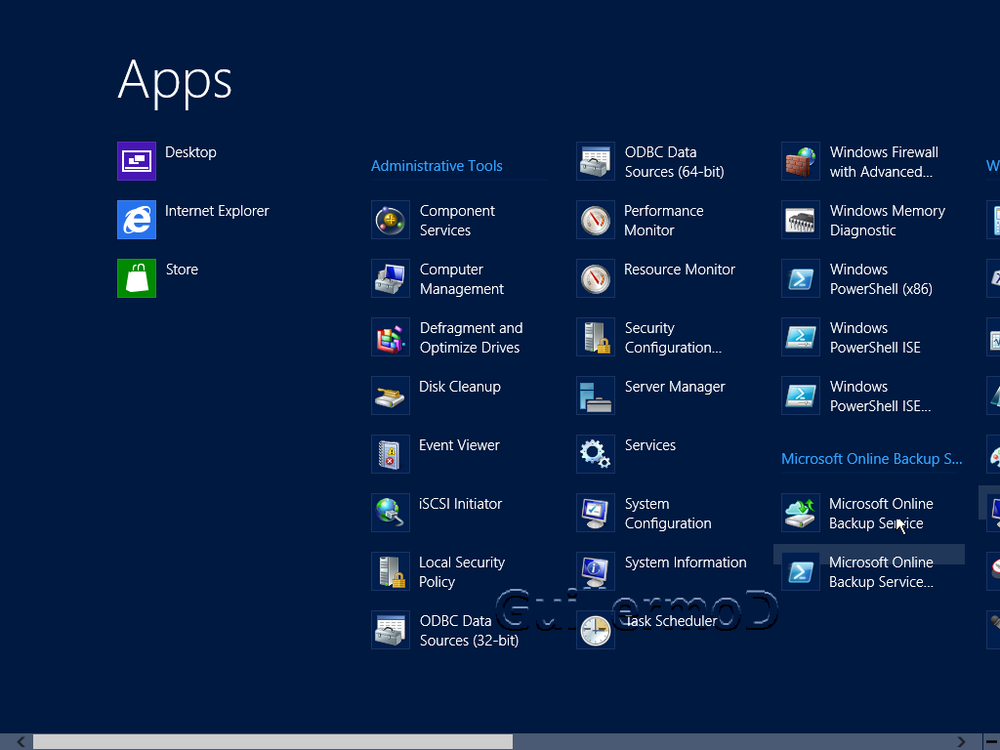 Apps
Desktop
Internet Explorer
Store
Administrative Tools
Component
Services
Computer
Management
Defragment and
Optimize Drives
Disk Cleanup
Event Viewer
iSCSI Initiator
Local Security
Policy
ODBC Data
Sources (32-bit)
ODBC Data
Sources (64-bit)
Performance
Monitor
Resource Monitor
Security
Configuration...
Server Manager
Services
System
Configuration
System Information
Task Scheduler
Windows Firewall
with Advanced...
Windows Memory
Diagnostic
Windows
PowerShell (x86)
Windows
PowerShell ISE
Windows
PowerShell ISE...
Microsoft Online Backup S...
Microsoft Online
Backup Service
Microsoft Online
Backup Service...
W
GuillermoD